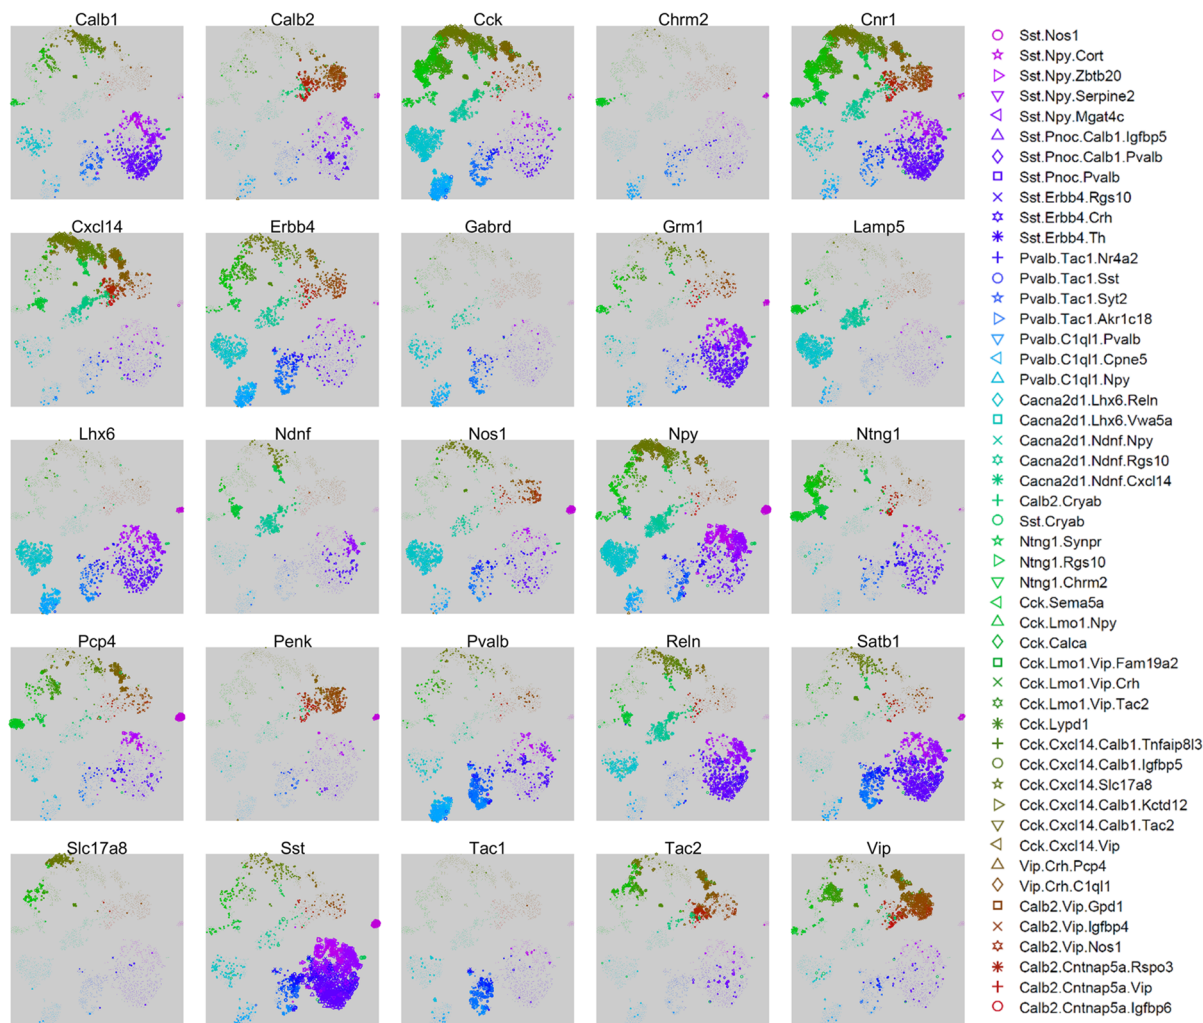 Calb1 Calb2 Cck Chrm2 Cnr1
Cxcl14 Erbb4 Gabrd Grm1 Lamp5
Lhx6 Ndnf Nos1 Npy Ntng1
Pcp4 Penk Pvalb Reln Satb1
Slc17a8 Sst Tac1 Tac2 Vip
Sst.Nos1
Sst.Npy.Cort
Sst.Npy.Zbtb20
Sst.Npy.Serpine2
Sst.Npy.Mgat4c
Sst.Pnoc.Calb1.Igfbp5
Sst.Pnoc.Calb1.Pvalb
Sst.Pnoc.Pvalb
Sst.Erbb4.Rgs10
Sst.Erbb4.Crh
Sst.Erbb4.Th
Pvalb.Tac1.Nr4a2
Pvalb.Tac1.Sst
Pvalb.Tac1.Syt2
Pvalb.Tac1.Akr1c18
Pvalb.C1ql1.Pvalb
Pvalb.C1ql1.Cpne5
Pvalb.C1ql1.Npy
Cacna2d1.Lhx6.Reln
Cacna2d1.Lhx6.Vwa5a
Cacna2d1.Ndnf.Npy
Cacna2d1.Ndnf.Rgs10
Cacna2d1.Ndnf.Cxcl14
Calb2.Cryab
Sst.Cryab
Ntng1.Synpr
Ntng1.Rgs10
Ntng1.Chrm2
Cck.Sema5a
Cck.Lmo1.Npy
Cck.Calca
Cck.Lmo1.Vip.Fam19a2
Cck.Lmo1.Vip.Crh
Cck.Lmo1.Vip.Tac2
Cck.Lypd1
Cck.Cxcl14.Calb1.Tnfaip8l3
Cck.Cxcl14.Calb1.Igfbp5
Cck.Cxcl14.Slc17a8
Cck.Cxcl14.Calb1.Kctd12
Cck.Cxcl14.Calb1.Tac2
Cck.Cxcl14.Vip
Vip.Crh.Pcp4
Vip.Crh.C1ql1
Calb2.Vip.Gpd1
Calb2.Vip.Igfbp4
Calb2.Vip.Nos1
Calb2.Cntnap5a.Rspo3
Calb2.Cntnap5a.Vip
Calb2.Cntnap5a.Igfbp6